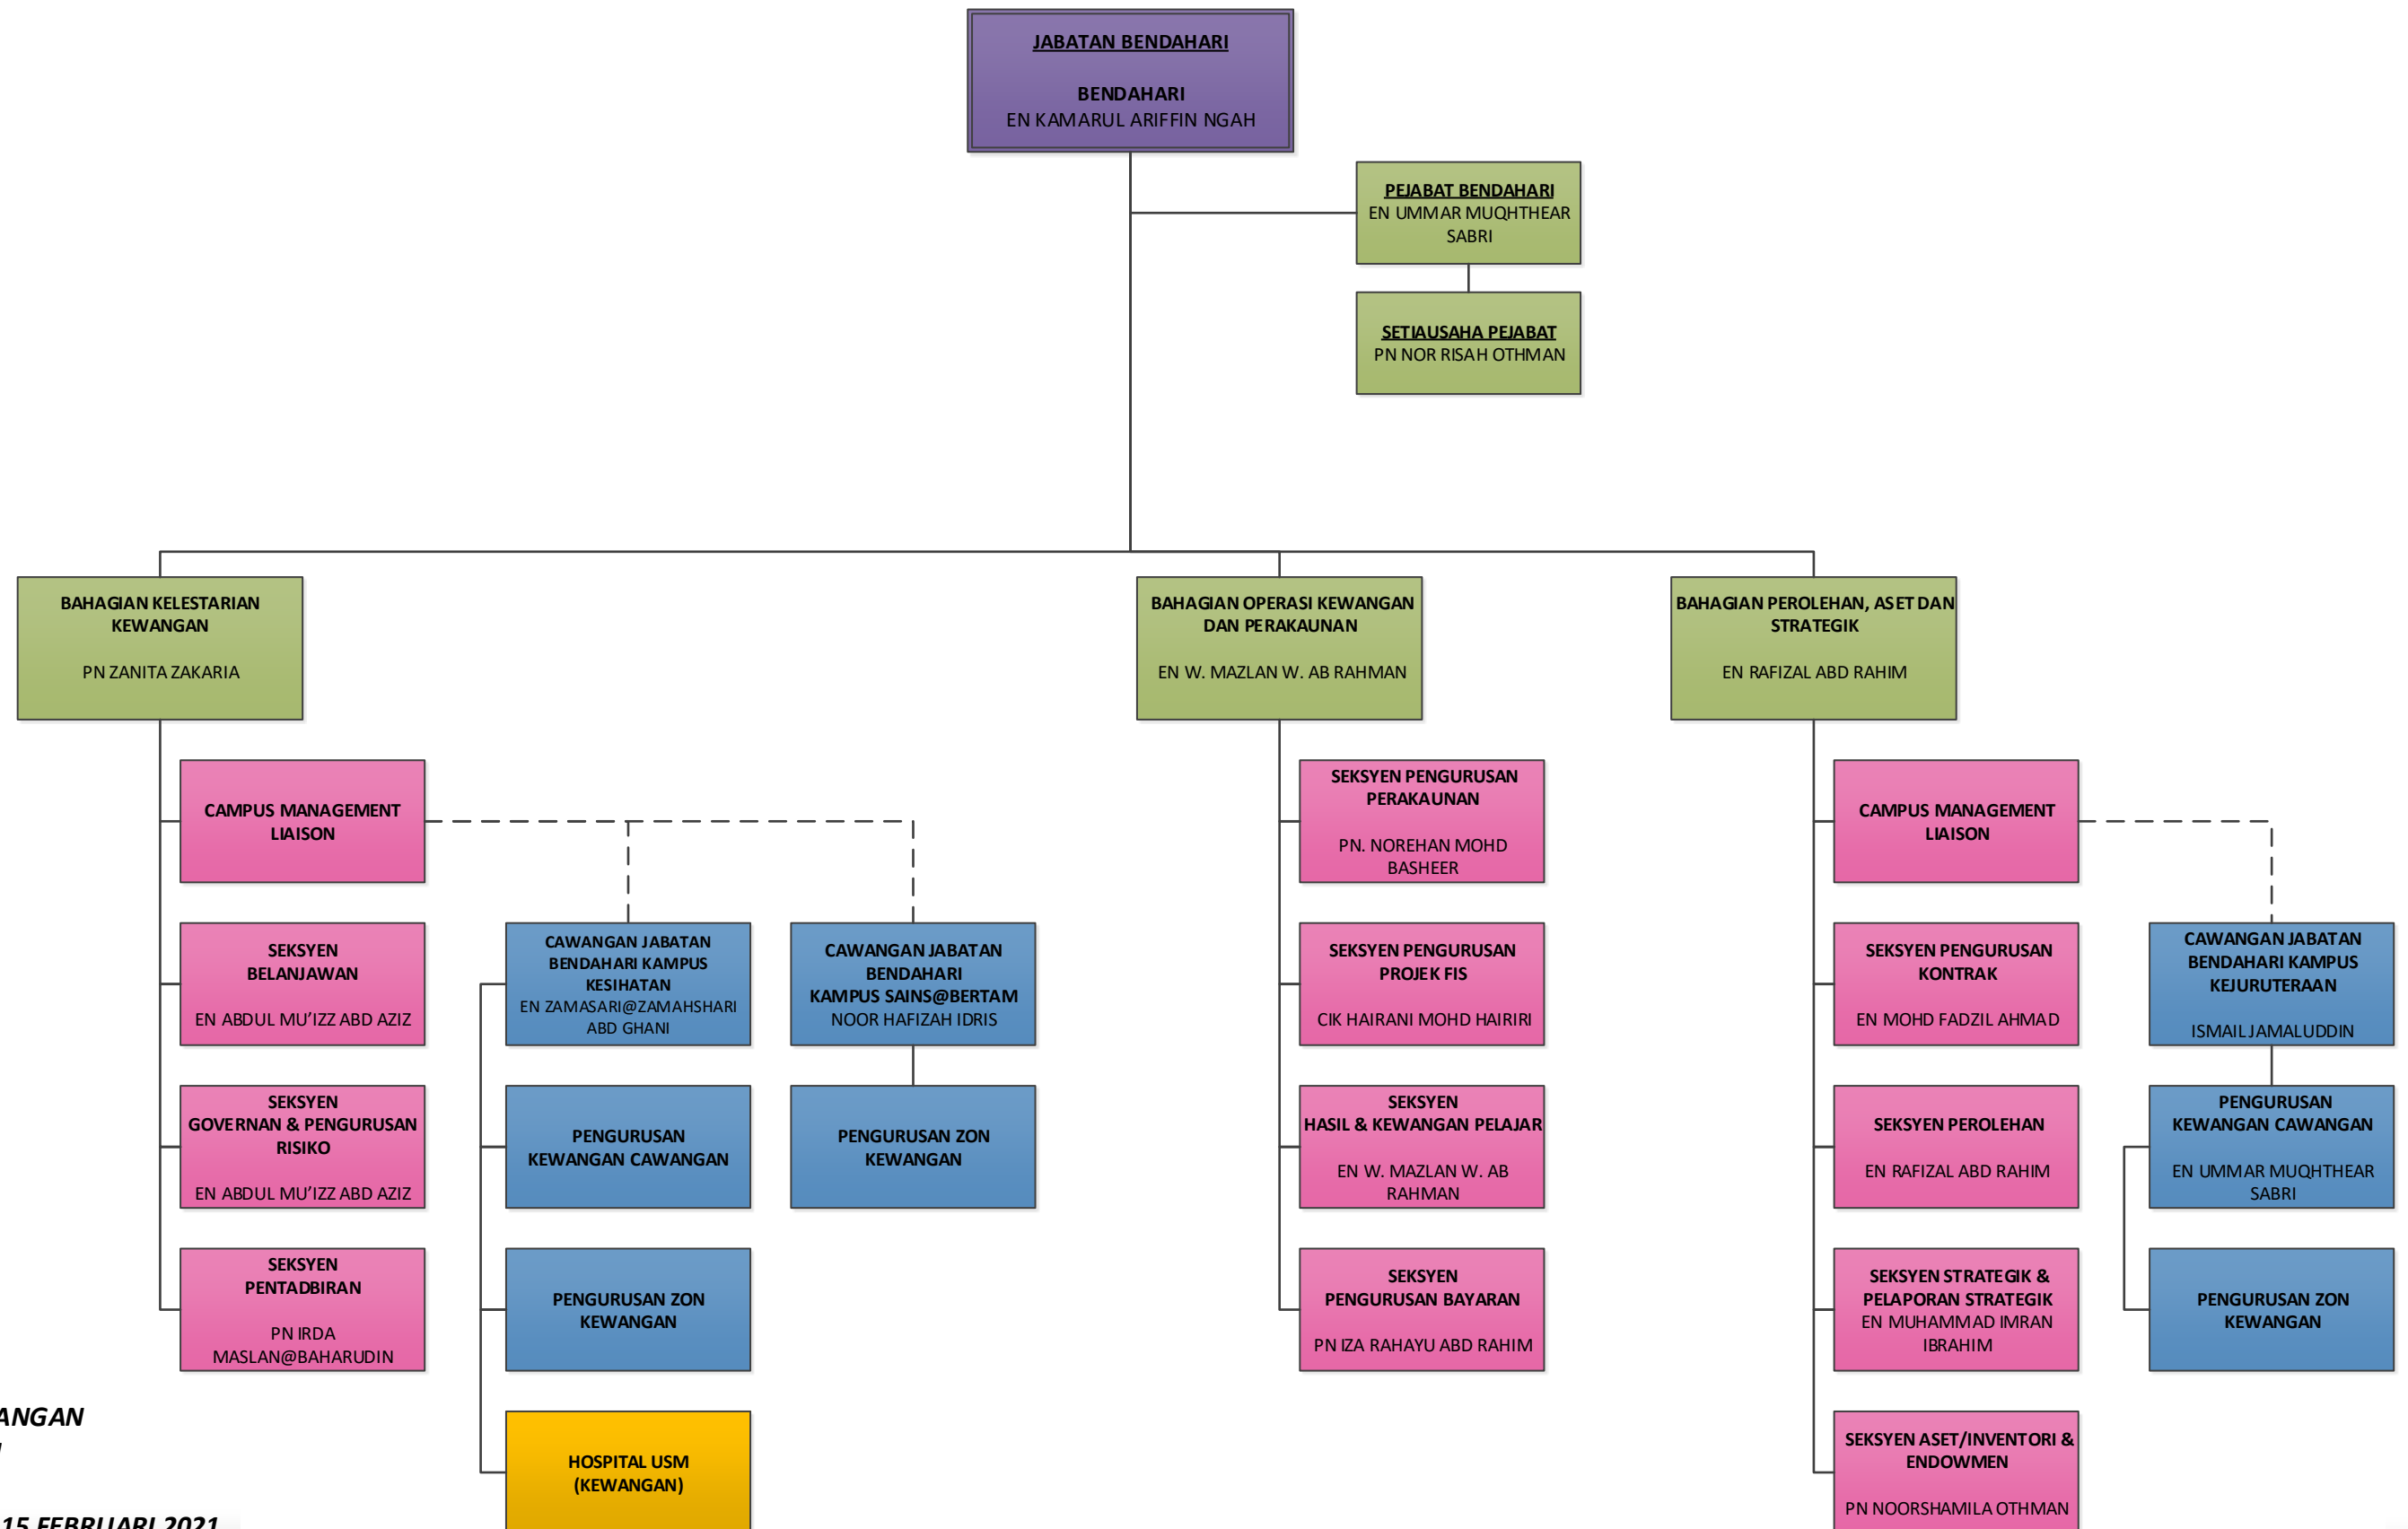 JABATAN BENDAHARI
BENDAHARI
EN KAMARUL ARIFFIN NGAH
PEJABAT BENDAHARI
EN UMMAR MUQHTHEAR
SABRI
SETIAUSAHA PEJABAT
PN NOR RISAH OTHMAN
BAHAGIAN KELESTARIAN
KEWANGAN
PN ZANITA ZAKARIA
BAHAGIAN OPERASI KEWANGAN
DAN PERAKAUNAN
EN W. MAZLAN W. AB RAHMAN
BAHAGIAN PEROLEHAN, ASET DAN
STRATEGIK
EN RAFIZAL ABD RAHIM
CAMPUS MANAGEMENT
LIAISON
SEKSYEN
BELANJAWAN
EN ABDUL MU’IZZ ABD AZIZ
SEKSYEN
GOVERNAN & PENGURUSAN
RISIKO
EN ABDUL MU’IZZ ABD AZIZ
SEKSYEN
PENTADBIRAN
PN IRDA
MASLAN@BAHARUDIN
CAWANGAN JABATAN
BENDAHARI KAMPUS
KESIHATAN
EN ZAMASARI@ZAMAHSHARI
ABD GHANI
PENGURUSAN
KEWANGAN CAWANGAN
PENGURUSAN ZON
KEWANGAN
HOSPITAL USM
(KEWANGAN)
CAWANGAN JABATAN
BENDAHARI
KAMPUS SAINS@BERTAM
NOOR HAFIZAH IDRIS
PENGURUSAN ZON
KEWANGAN
SEKSYEN PENGURUSAN
PERAKAUNAN
PN. NOREHAN MOHD
BASHEER
SEKSYEN PENGURUSAN
PROJEK FIS
CIK HAIRANI MOHD HAIRIRI
SEKSYEN
HASIL & KEWANGAN PELAJAR
EN W. MAZLAN W. AB
RAHMAN
SEKSYEN
PENGURUSAN BAYARAN
PN IZA RAHAYU ABD RAHIM
CAMPUS MANAGEMENT
LIAISON
SEKSYEN PENGURUSAN
KONTRAK
EN MOHD FADZIL AHMAD
SEKSYEN PEROLEHAN
EN RAFIZAL ABD RAHIM
SEKSYEN STRATEGIK &
PELAPORAN STRATEGIK
EN MUHAMMAD IMRAN
IBRAHIM
SEKSYEN ASET/INVENTORI &
ENDOWMEN
PN NOORSHAMILA OTHMAN
CAWANGAN JABATAN
BENDAHARI KAMPUS
KEJURUTERAAN
ISMAIL JAMALUDDIN
PENGURUSAN
KEWANGAN CAWANGAN
EN UMMAR MUQHTHEAR
SABRI
PENGURUSAN ZON
KEWANGAN
ANGAN
15 FEBRUARI 2021